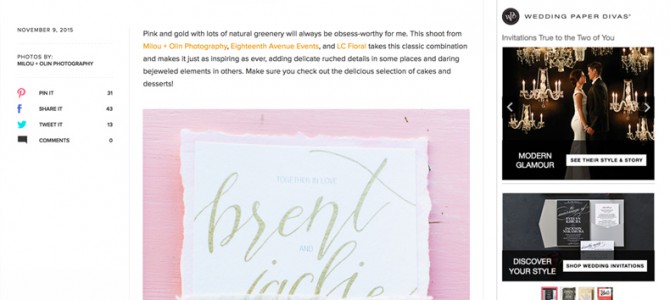 NOVEMBER 9, 2015
PHOTOS BY:
MILOU + OLIN PHOTOGRAPHY
PIN IT 31
SHARE IT 43
TWEET IT 13
COMMENTS 0
Pink and gold with lots of natural greenery will always be obsess-worthy for me. This shoot from
Milou + Olin Photography, Eighteenth Avenue Events, and LC Floral takes this classic combination
and makes it just as inspiring as ever, adding delicate ruched details in some places and daring
bejeweled elements in others. Make sure you check out the delicious selection of cakes and
desserts!
TOGETHER IN LOVE
brent
AND
jackie
WEDDING PAPER DIVAS
Invitations True to the Two of You
MODERN
GLAMOUR
SEE THEIR STYLE & STORY
DISCOVER
YOUR STYLE
SHOP WEDDING INVITATIONS